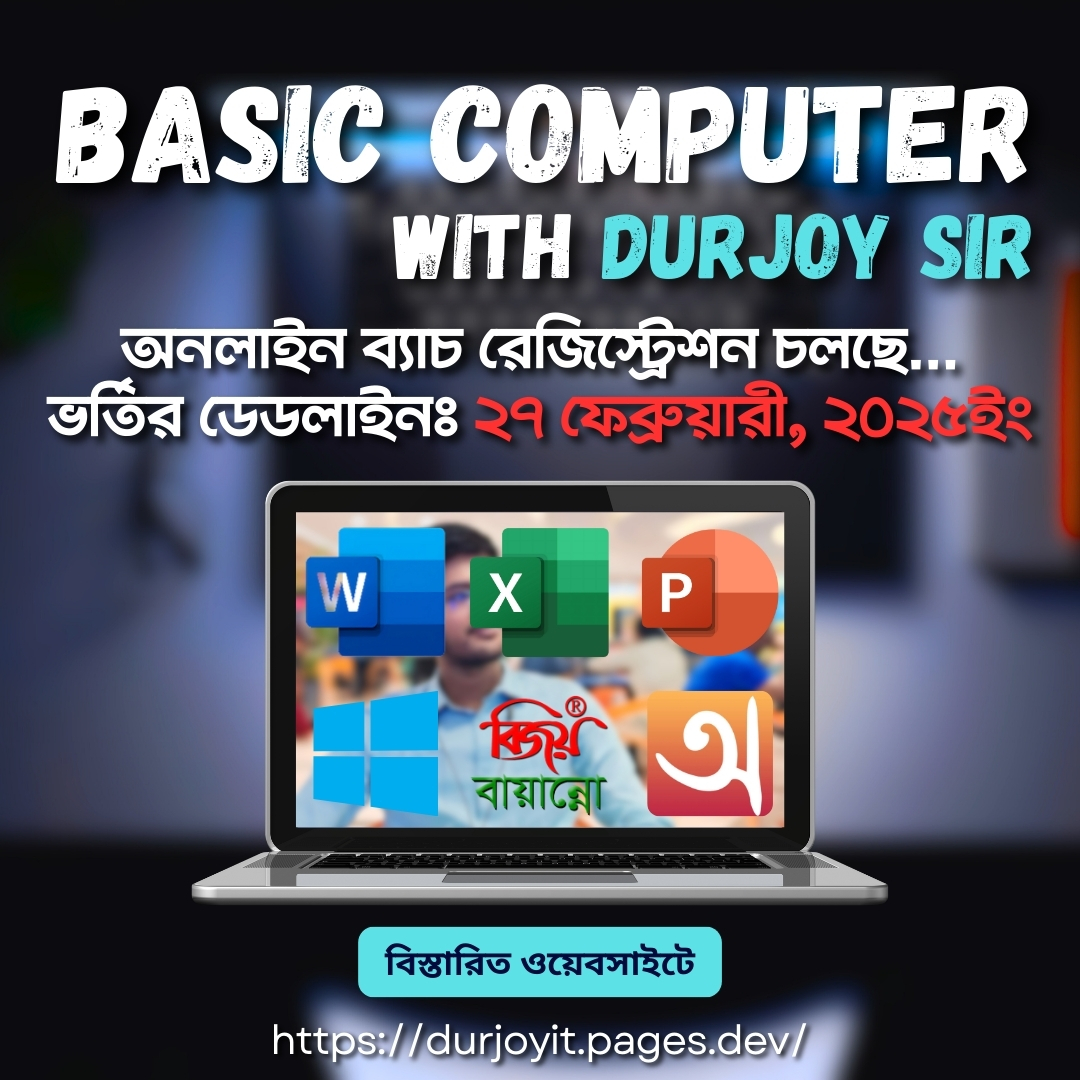 BASIC COMPUTER
WITH DURJOY SIR
অনলাইন ব্যাচ রেজিস্ট্রেশন চলছে...
ভর্তির ডেডলাইনঃ ২৭ ফেব্রুয়ারী, ২০২৫ইং
W X P
বিজয়® অ
বায়ান্নো
বিস্তারিত ওয়েবসাইটে
https://durjoyit.pages.dev/